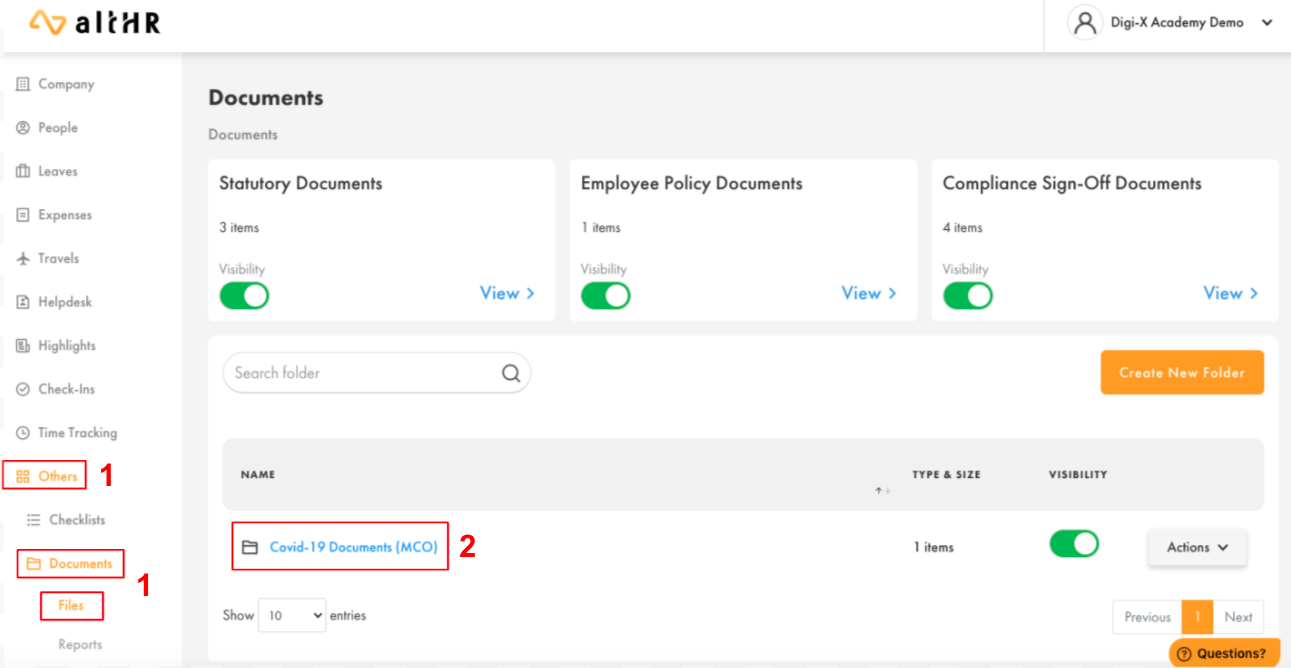 altHR
Digi-X Academy Demo
Company
People
Leaves
Expenses
Travels
Helpdesk
Highlights
Check-Ins
Time Tracking
Others
1
Checklists
Documents
1
Files
Reports
Documents
Documents
Statutory Documents
3 items
Visibility
View >
Employee Policy Documents
1 items
Visibility
View >
Compliance Sign-Off Documents
4 items
Visibility
View >
Search folder
Create New Folder
NAME TYPE & SIZE VISIBILITY
Covid-19 Documents (MCO) 2 1 items Actions
Show 10 entries
Previous 1 Next
Questions?